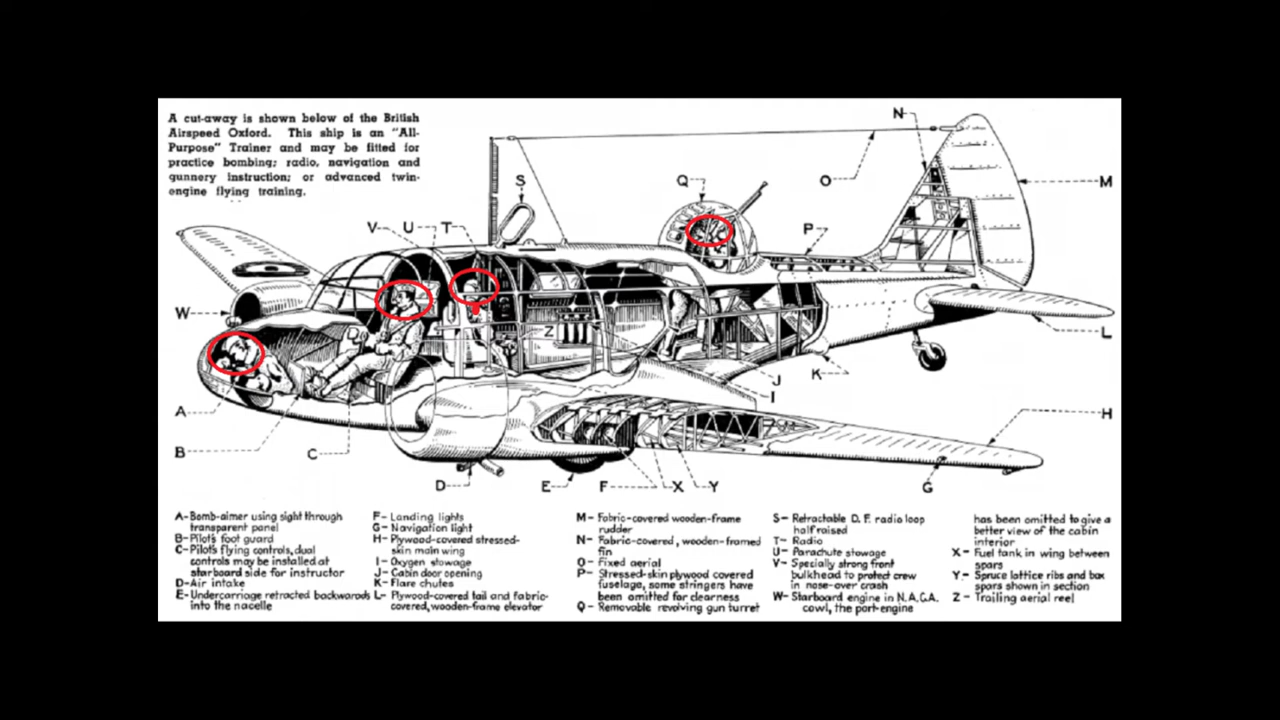 A cut-away is shown below of the British
Airspeed Oxford. This ship is an "All-
Purpose" Trainer and may be fitted for
practice bombing; radio, navigation and
gunnery instruction; or advanced twin-
engine flying training.
N
Q
O
M
S
V U T
P
W
Z
L
K
J
I
A
H
B
C
D
E
F
X
Y
G
A-Bomb-aimer using sight through
transparent panel
B-Pilot's foot guard
C-Pilot's flying controls, dual
controls may be installed at
starboard side for instructor
D-Air intake
E-Undercarriage retracted backwards
into the nacelle
F-Landing lights
G-Navigation light
H-Plywood-covered stressed-
skin main wing
I-Oxygen stowage
J-Cabin door opening
K-Flare chutes
L-Plywood-covered tail and fabric-
covered, wooden-frame elevator
M-Fabric-covered wooden-frame
rudder
N-Fabric-covered, wooden-framed
fin
O-Fixed aerial
P-Stressed-skin plywood covered
fuselage, some stringers have
been omitted for clearness
Q-Removable revolving gun turret
S-Retractable D.F. radio loop
half raised
T-Radio
U-Parachute stowage
V-Specially strong front
bulkhead to protect crew
in nose-over crash
W-Starboard engine in N.A.C.A.
cowl, the port-engine
has been omitted to give a
better view of the cabin
interior
X-Fuel tank in wing between
spars
Y-Spruce lattice ribs and box
spars shown in section
Z-Trailing aerial reel